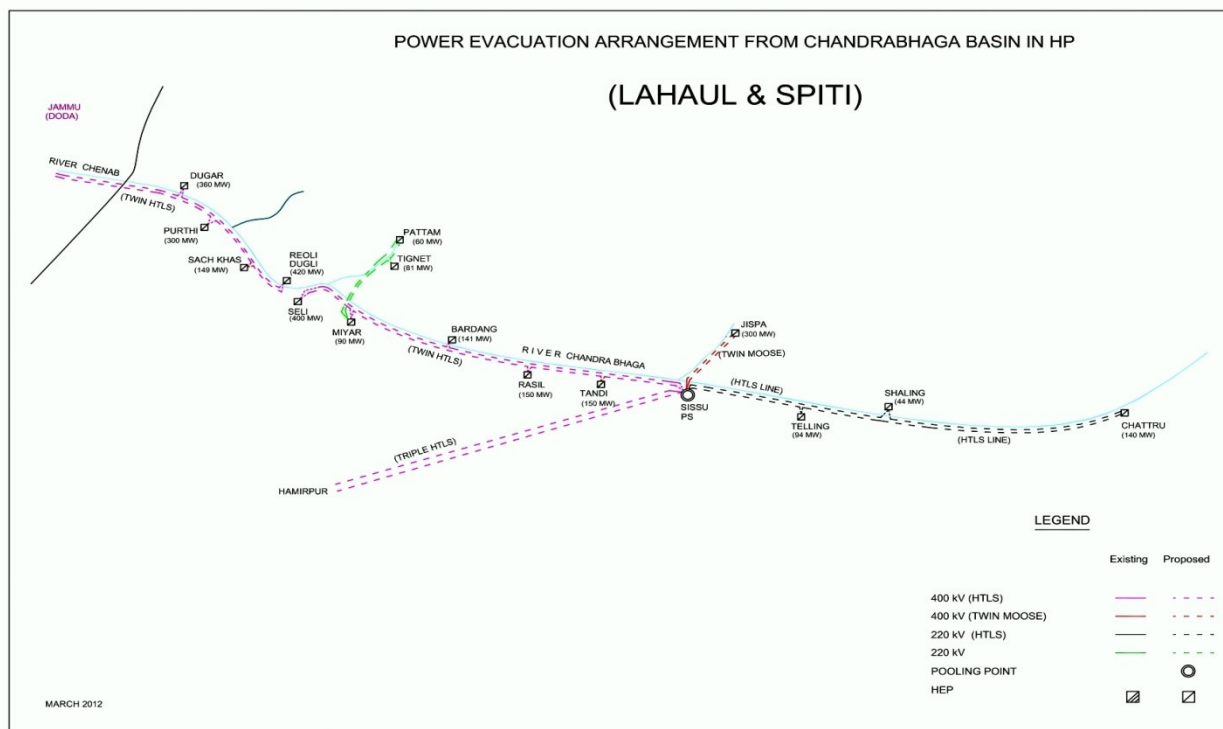 POWER EVACUATION ARRANGEMENT FROM CHANDRABHAGA BASIN IN HP
(LAHAUL & SPITI)
JAMMU
(DODA)
RIVER CHENAB
DUGAR
(360 MW)
(TWIN HTLS)
PURTHI
(300 MW)
SACH KHAS
(149 MW)
REOLI
DUGLI
(420 MW)
SELI
(400 MW)
PATTAM
(60 MW)
TIGNET
(81 MW)
MIYAR
(90 MW)
BARDANG
(141 MW)
(TWIN HTLS)
RIVER CHANDRA BHAGA
RASIL
(150 MW)
TANDI
(150 MW)
JISPA
(300 MW)
(TWIN MOOSE)
SISSU
PS
(HTLS LINE)
TELLING
(94 MW)
SHALING
(44 MW)
(HTLS LINE)
CHATTRU
(140 MW)
(TRIPLE HTLS)
HAMIRPUR
LEGEND
Existing Proposed
400 kV (HTLS)
400 kV (TWIN MOOSE)
220 kV (HTLS)
220 kV
POOLING POINT
HEP
MARCH 2012